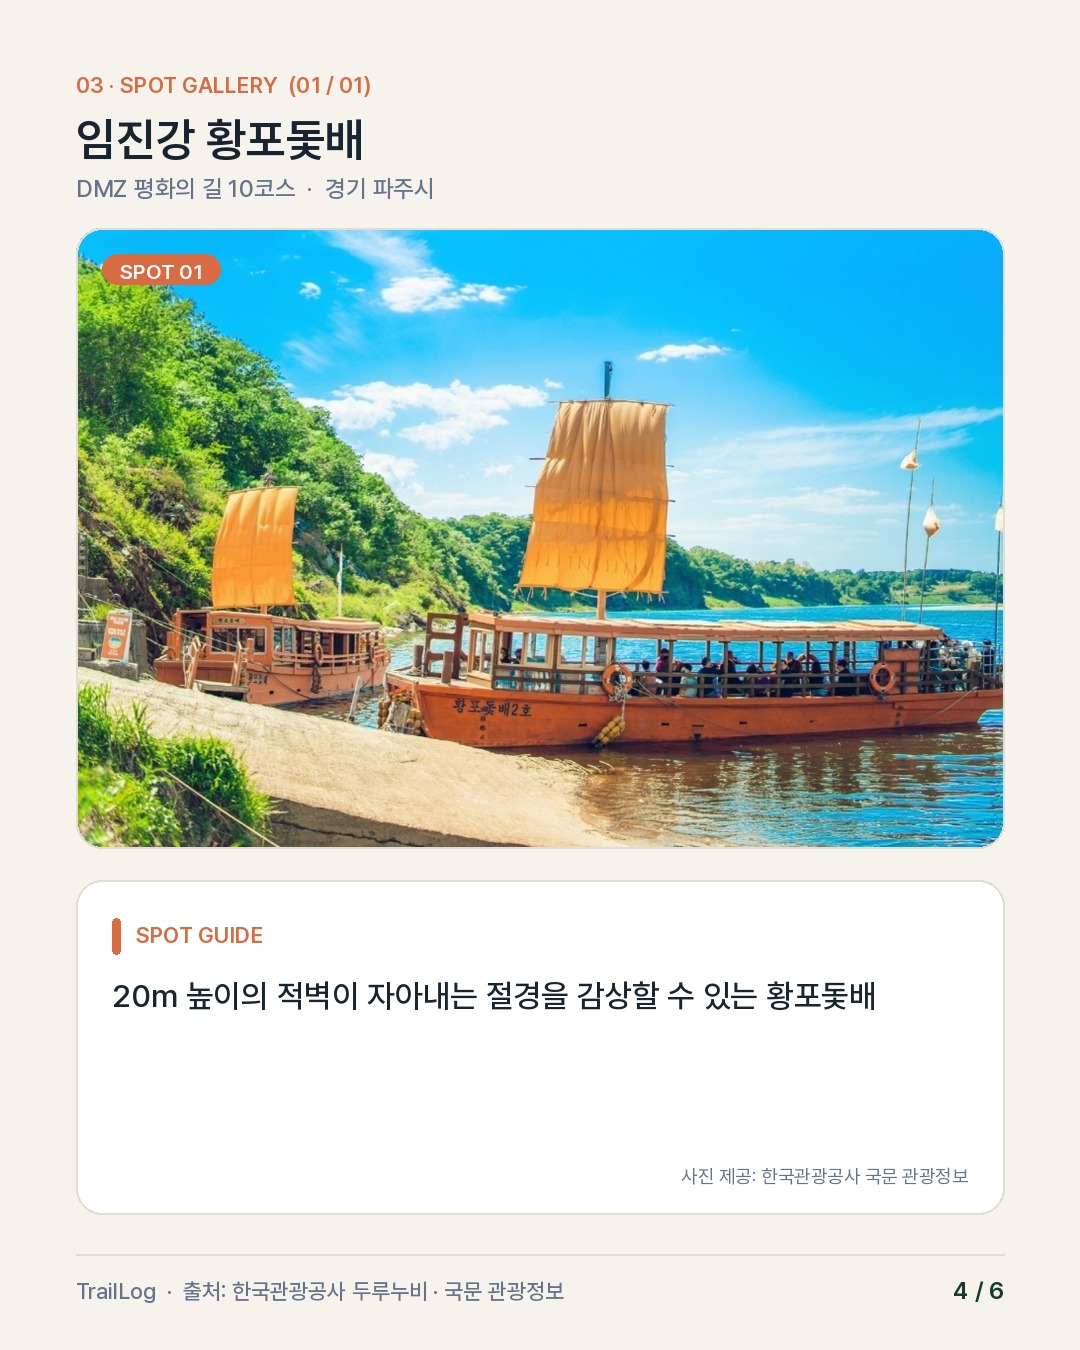 03 · SPOT GALLERY (01 / 01)
임진강 황포돛배
DMZ 평화의 길 10코스 · 경기 파주시
SPOT 01
황포돛배2호
SPOT GUIDE
20m 높이의 적벽이 자아내는 절경을 감상할 수 있는 황포돛배
사진 제공: 한국관광공사 국문 관광정보
TrailLog · 출처: 한국관광공사 두루누비 · 국문 관광정보
4 / 6